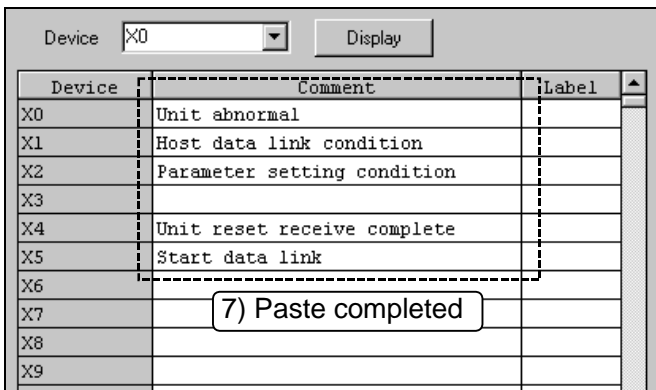 Device X0 Display
Device Comment Label
X0 Unit abnormal
X1 Host data link condition
X2 Parameter setting condition
X3
X4 Unit reset receive complete
X5 Start data link
X6
X7
7) Paste completed
X8
X9